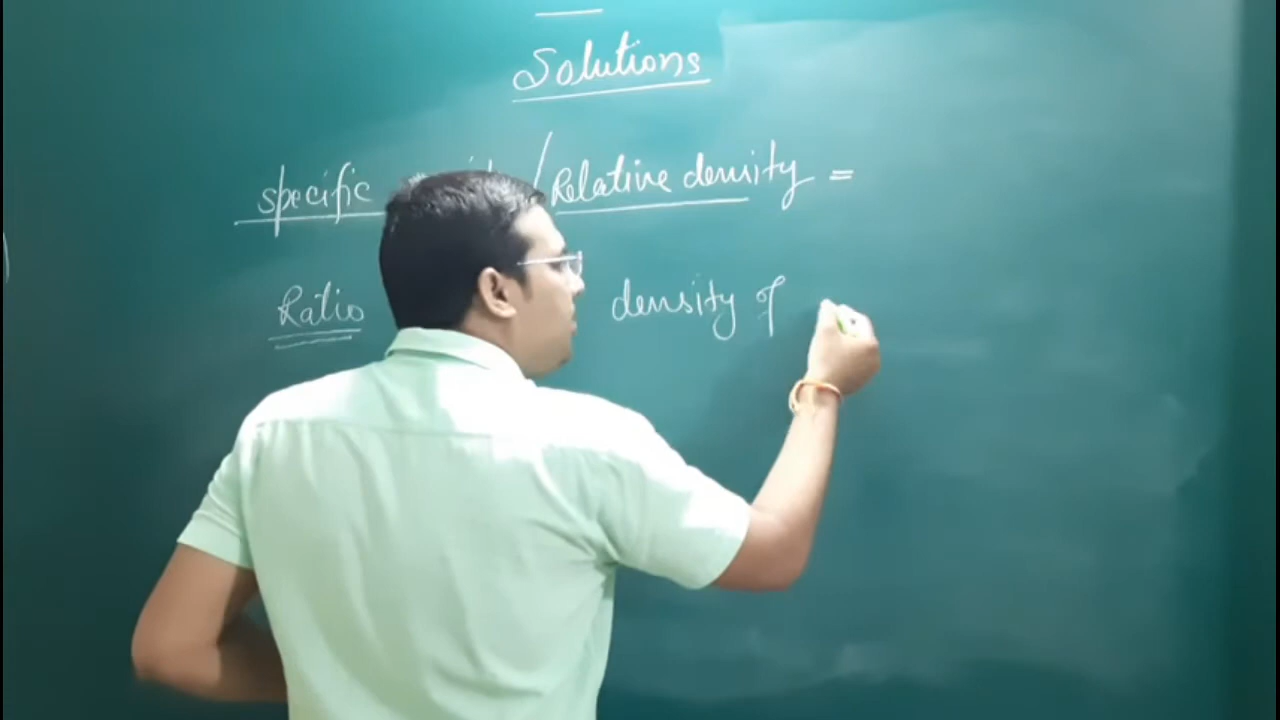 Solutions
specific / Relative density =
Ratio density of